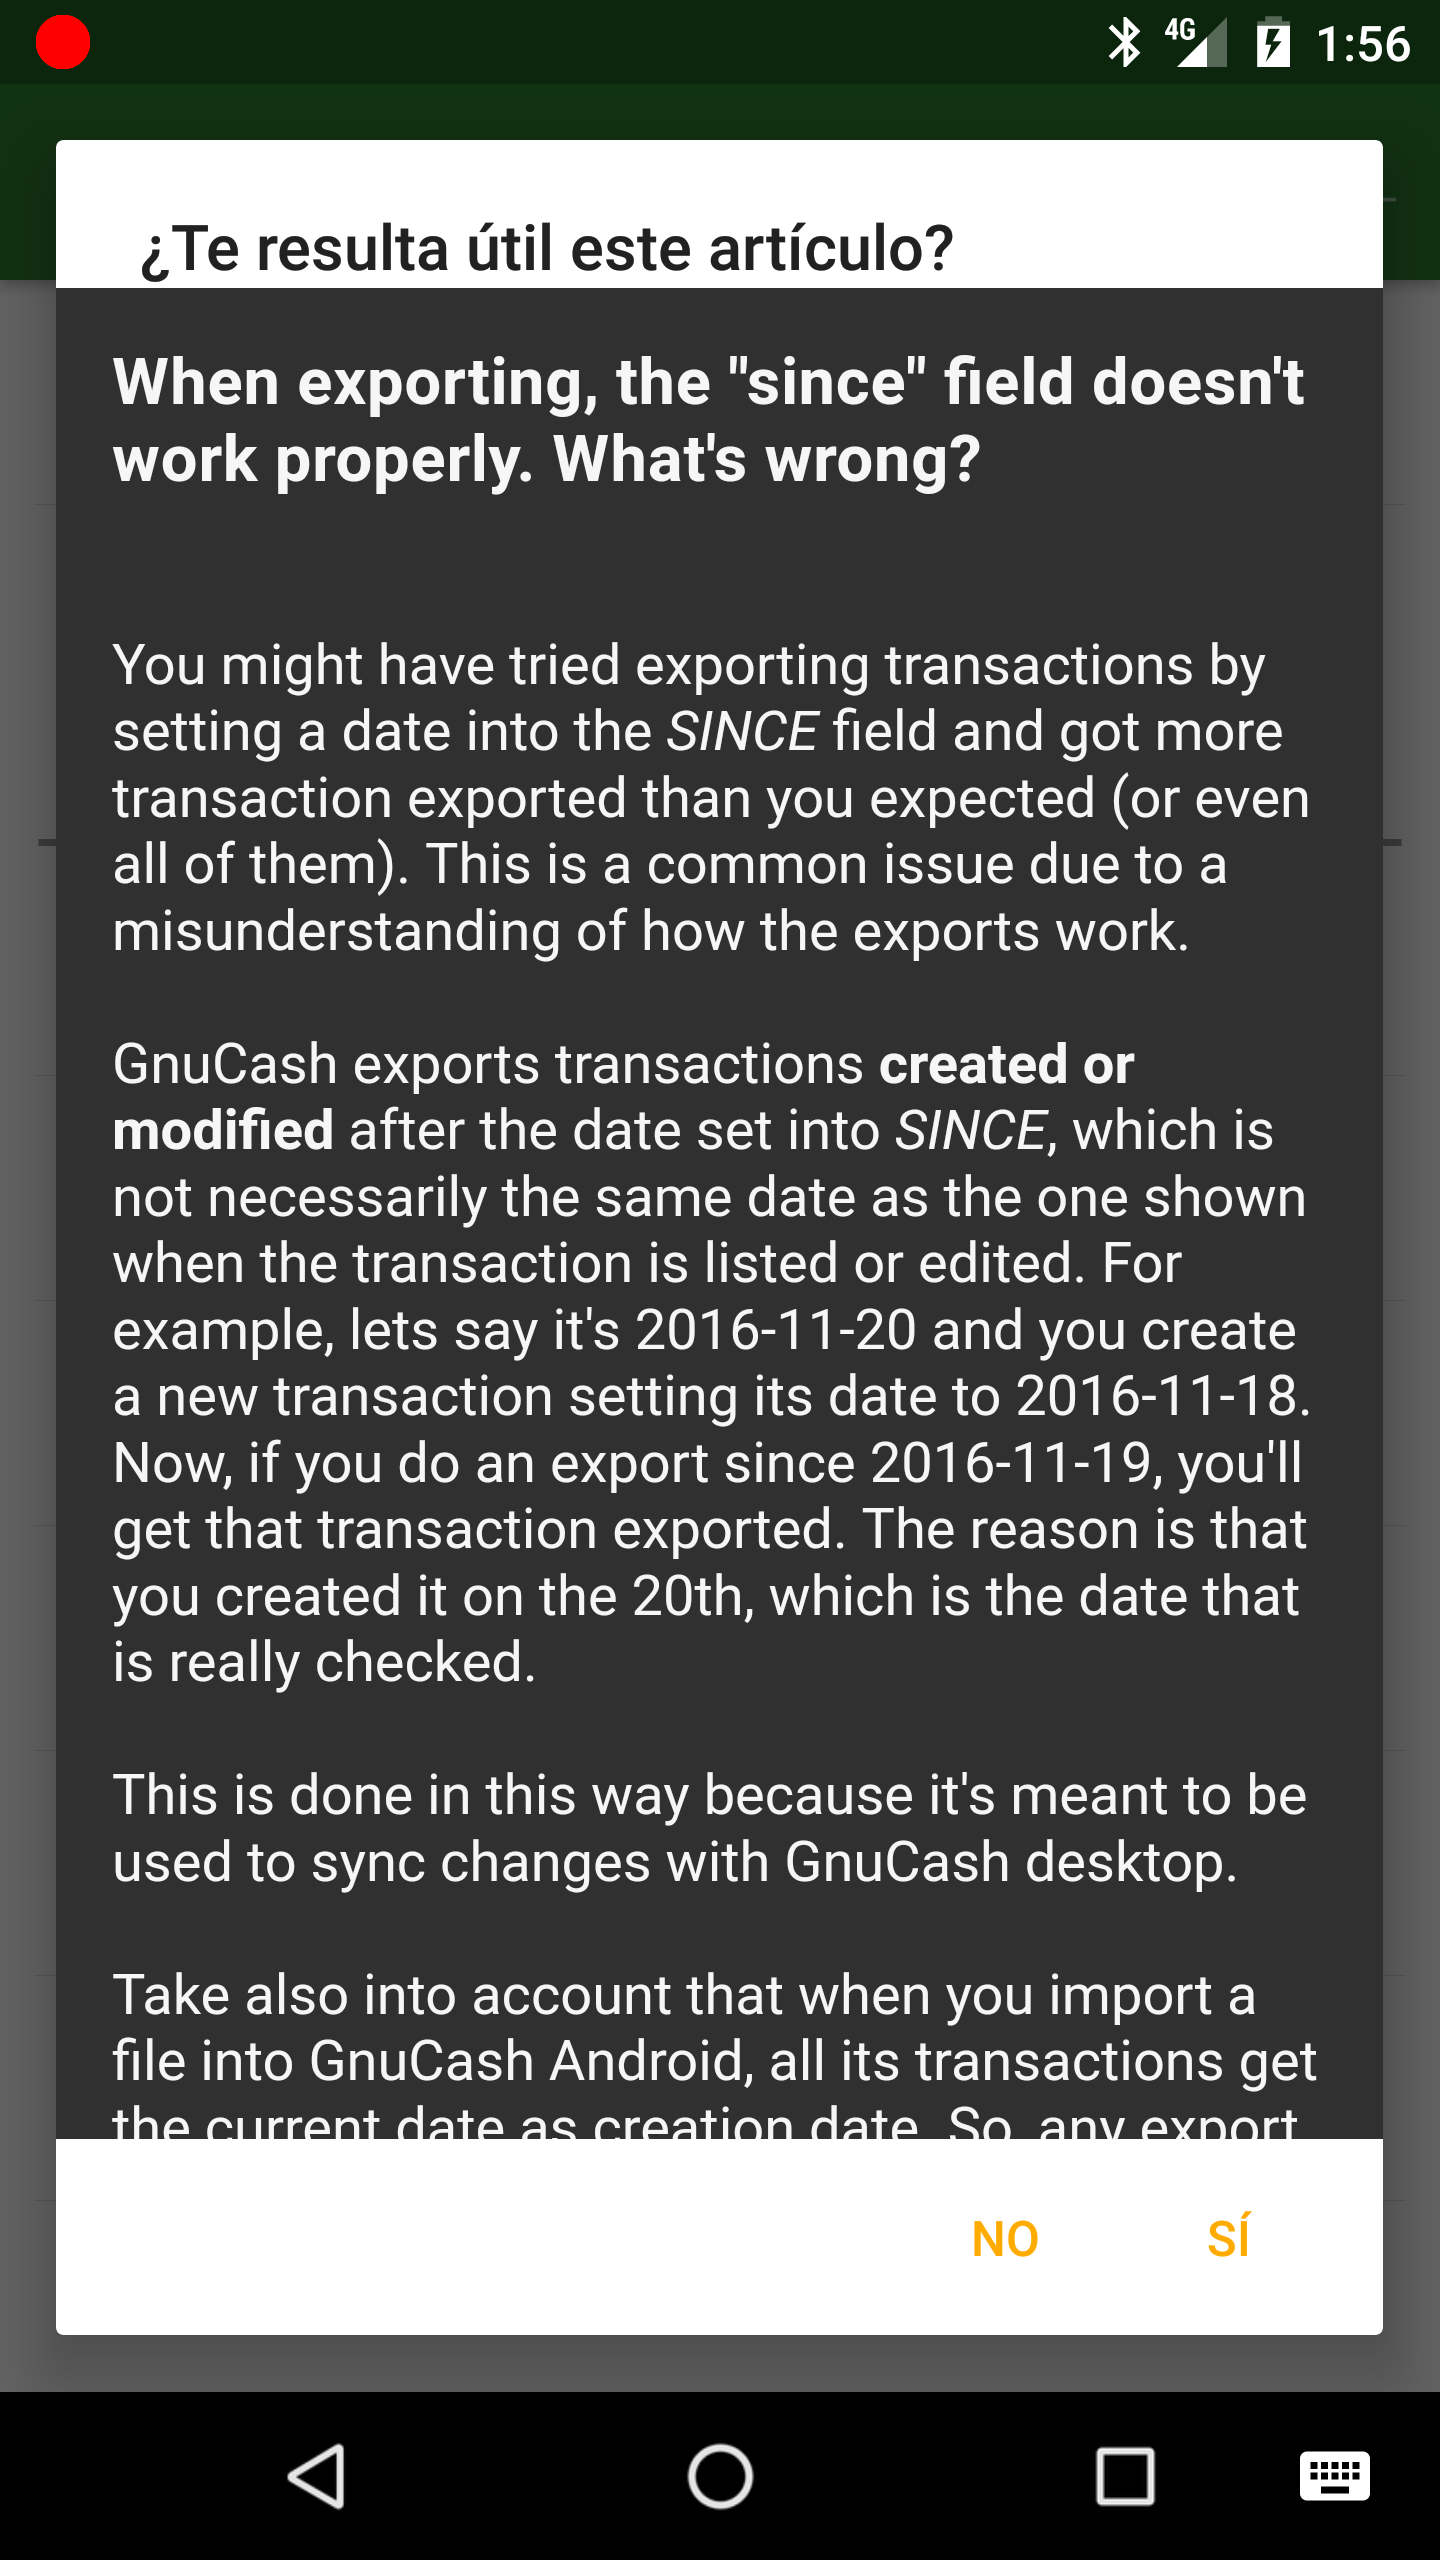 4G 1:56
¿Te resulta útil este artículo?
When exporting, the "since" field doesn't
work properly. What's wrong?
You might have tried exporting transactions by
setting a date into the SINCE field and got more
transaction exported than you expected (or even
all of them). This is a common issue due to a
misunderstanding of how the exports work.
GnuCash exports transactions created or
modified after the date set into SINCE, which is
not necessarily the same date as the one shown
when the transaction is listed or edited. For
example, lets say it's 2016-11-20 and you create
a new transaction setting its date to 2016-11-18.
Now, if you do an export since 2016-11-19, you'll
get that transaction exported. The reason is that
you created it on the 20th, which is the date that
is really checked.
This is done in this way because it's meant to be
used to sync changes with GnuCash desktop.
Take also into account that when you import a
file into GnuCash Android, all its transactions get
the current date as creation date. So, any export
NO SÍ